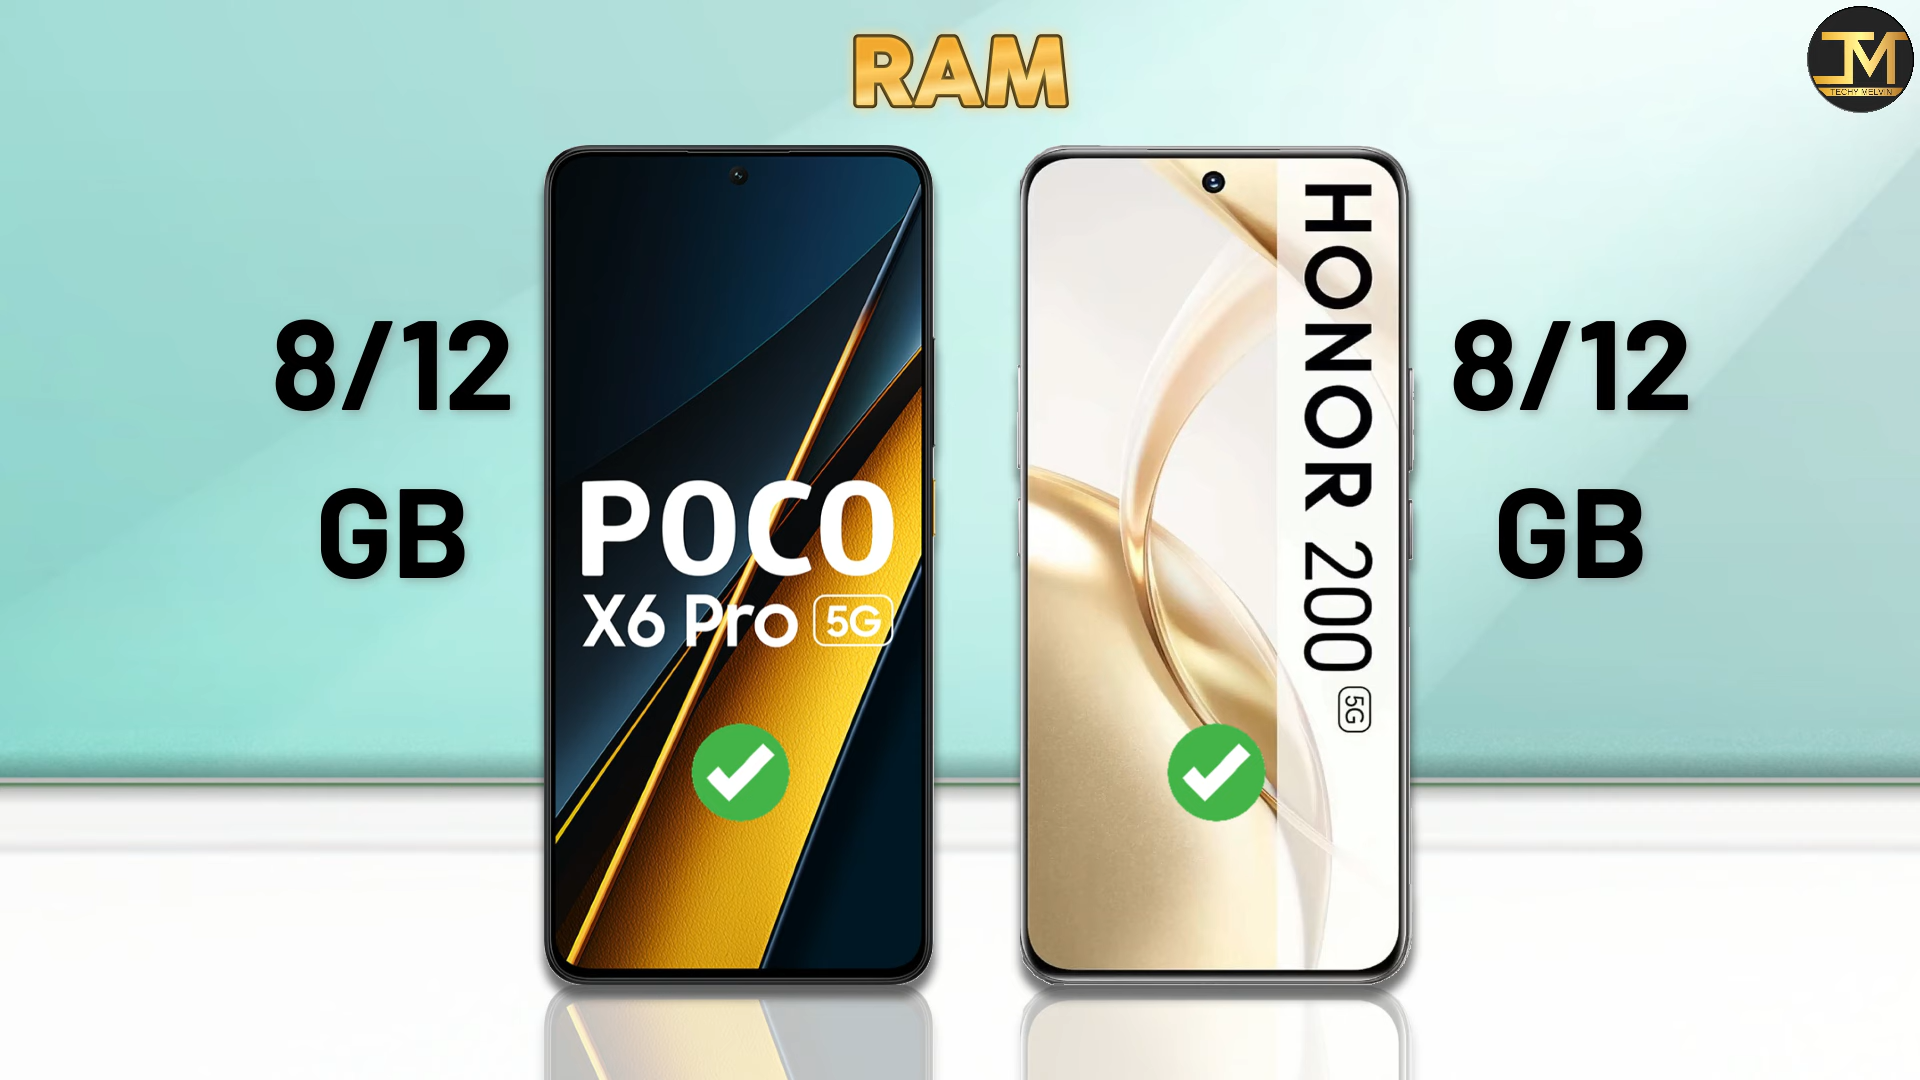 RAM
TECHY MELVIN
8/12
GB
POCO
X6 Pro 5G
HONOR 200 5G
8/12
GB